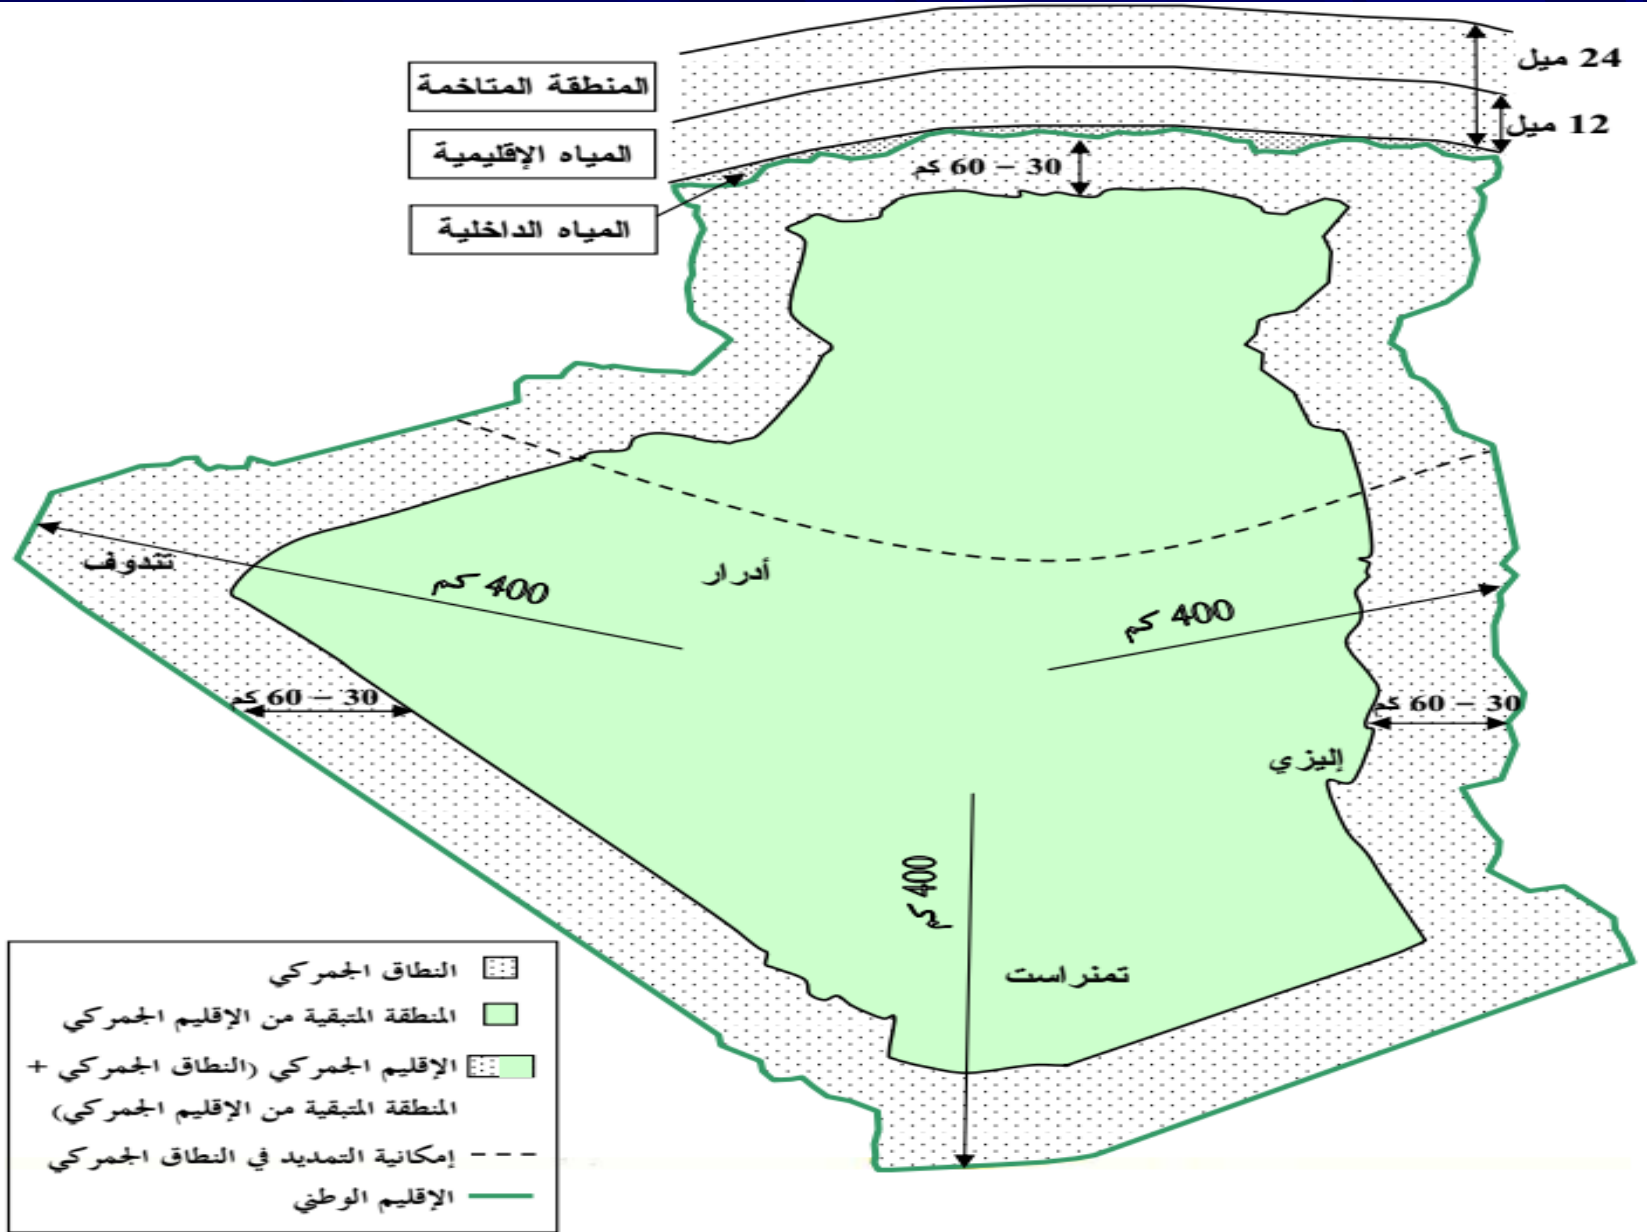 24 ميل
المنطقة المتاخمة
12 ميل
المياه الإقليمية
30 – 60 كم
المياه الداخلية
تندوف
400 كم
أدرار
400 كم
30 – 60 كم
30 – 60 كم
إليزي
400 كم
تمنراست
النطاق الجمركي
المنطقة المتبقية من الإقليم الجمركي
الإقليم الجمركي (النطاق الجمركي +
المنطقة المتبقية من الإقليم الجمركي)
إمكانية التمديد في النطاق الجمركي
الإقليم الوطني